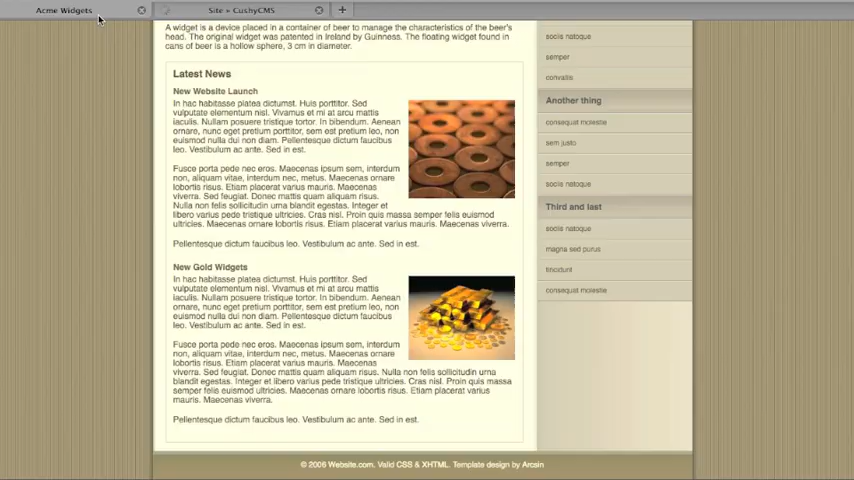 Acme Widgets
Site » CushyCMS
A widget is a device placed in a container of beer to manage the characteristics of the beer's
head. The original widget was patented in Ireland by Guinness. The floating widget found in
cans of beer is a hollow sphere, 3 cm in diameter.
Latest News
New Website Launch
In hac habitasse platea dictumst. Huis porttitor. Sed
vulputate elementum nisl. Vivamus et mi at arcu mattis
iaculis. Nullam posuere tristique tortor. In bibendum. Aenean
ornare, nunc eget pretium porttitor, sem est pretium leo, non
euismod nulla dui non diam. Proin dictum faucibus
leo. Vestibulum ac ante. Sed in est.
Fusce porta pede nec eros. Maecenas ipsum sem, interdum
non, aliquam vitae, interdum nec, metus. Maecenas ornare
lobortis risus. Etiam placerat varius mauris. Maecenas
viverra. Sed feugiat. Donec mattis quam aliquam risus.
Nulla non felis sollicitudin urna blandit egestas. Integer et
libero varius pede tristique ultricies. Cras nisl. Proin quis massa semper felis euismod
ultricies. Maecenas ornare lobortis risus. Etiam placerat varius mauris. Maecenas viverra.
Pellentesque dictum faucibus leo. Vestibulum ac ante. Sed in est.
New Gold Widgets
In hac habitasse platea dictumst. Huis porttitor. Sed
vulputate elementum nisl. Vivamus et mi at arcu mattis
iaculis. Nullam posuere tristique tortor. In bibendum. Aenean
ornare, nunc eget pretium porttitor, sem est pretium leo, non
euismod nulla dui non diam. Pellentesque dictum faucibus
leo. Vestibulum ac ante. Sed in est.
Fusce porta pede nec eros. Maecenas ipsum sem, interdum
non, aliquam vitae, interdum nec, metus. Maecenas ornare
lobortis risus. Etiam placerat varius mauris. Maecenas
viverra. Sed feugiat. Donec mattis quam aliquam risus. Nulla non felis sollicitudin urna
blandit egestas. Integer et libero varius pede tristique ultricies. Cras nisl. Proin quis massa
semper felis euismod ultricies. Maecenas ornare lobortis risus. Etiam placerat varius
mauris. Maecenas viverra.
Pellentesque dictum faucibus leo. Vestibulum ac ante. Sed in est.
sociis natoque
semper
convallis
Another thing
consequat molestie
sem justo
semper
sociis natoque
Third and last
sociis natoque
magna sed purus
tincidunt
consequat molestie
© 2006 Website.com. Valid CSS & XHTML. Template design by Arcsin